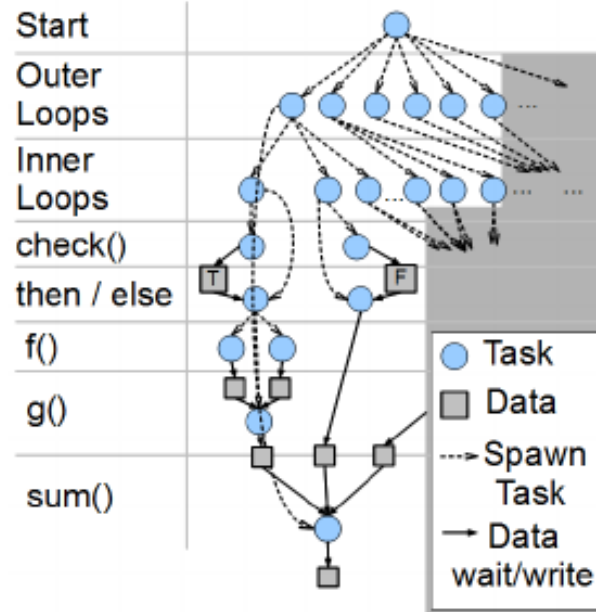 Start
Outer
Loops
Inner
Loops
check()
then / else
f()
g()
sum()
T
F
...
...
... ...
Task
Data
Spawn
Task
Data
wait/write